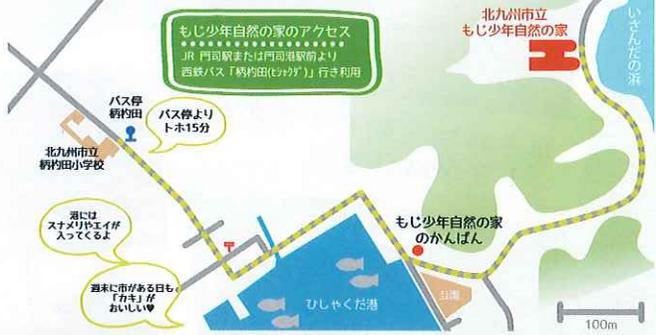 もじ少年自然の家のアクセス
JR 門司駅または門司港駅前より
西鉄バス「柄杓田(ヒシャクダ)」行き利用
北九州市立
もじ少年自然の家
いさんだの浜
バス停
柄杓田
バス停より
トホ15分
北九州市立
柄杓田小学校
港には
スナメリやエイが
入ってくるよ
週末に市がある日も♪
「カキ」が
おいしい♥
もじ少年自然の家
のかんばん
ひしゃくだ港
100m